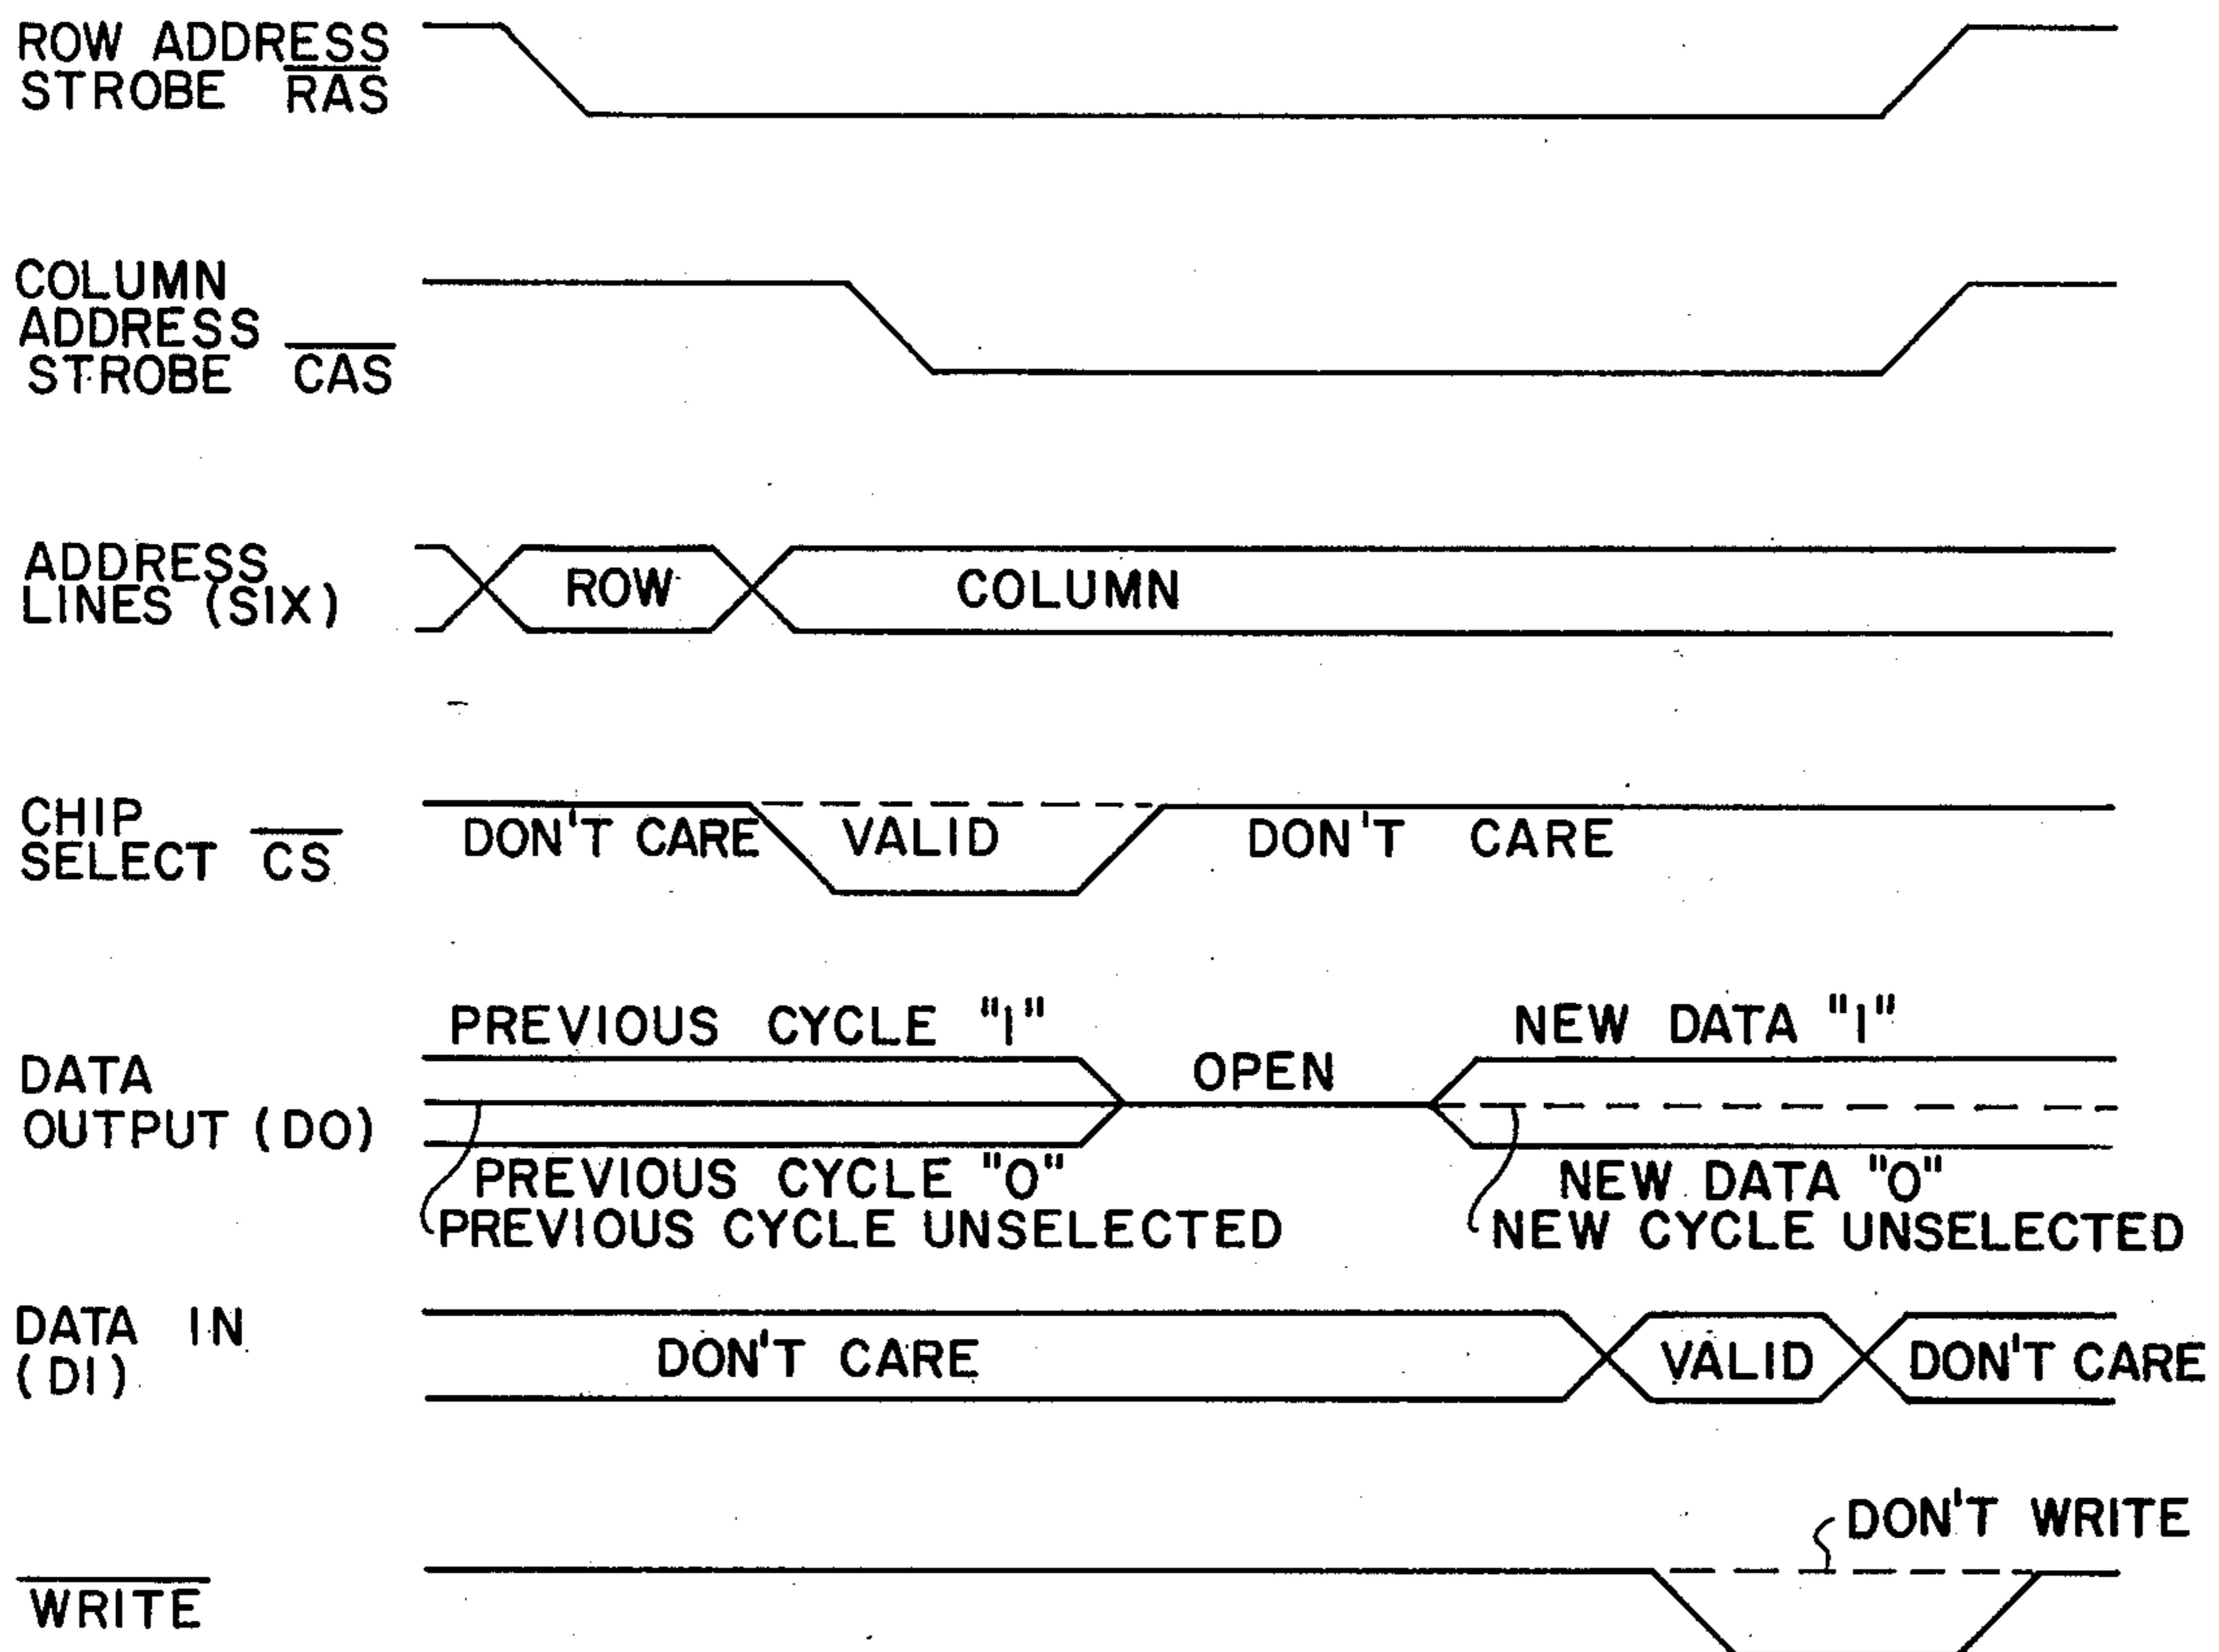 ROW ADDRESS
STROBE RAS
COLUMN
ADDRESS
STROBE CAS
ADDRESS
LINES (SIX)
ROW
COLUMN
CHIP
SELECT CS
DON'T CARE
VALID
DON'T CARE
DATA
OUTPUT (DO)
PREVIOUS CYCLE "1"
OPEN
NEW DATA "1"
PREVIOUS CYCLE "0"
PREVIOUS CYCLE UNSELECTED
NEW DATA "0"
NEW CYCLE UNSELECTED
DATA IN
(DI)
DON'T CARE
VALID
DON'T CARE
WRITE
DON'T WRITE